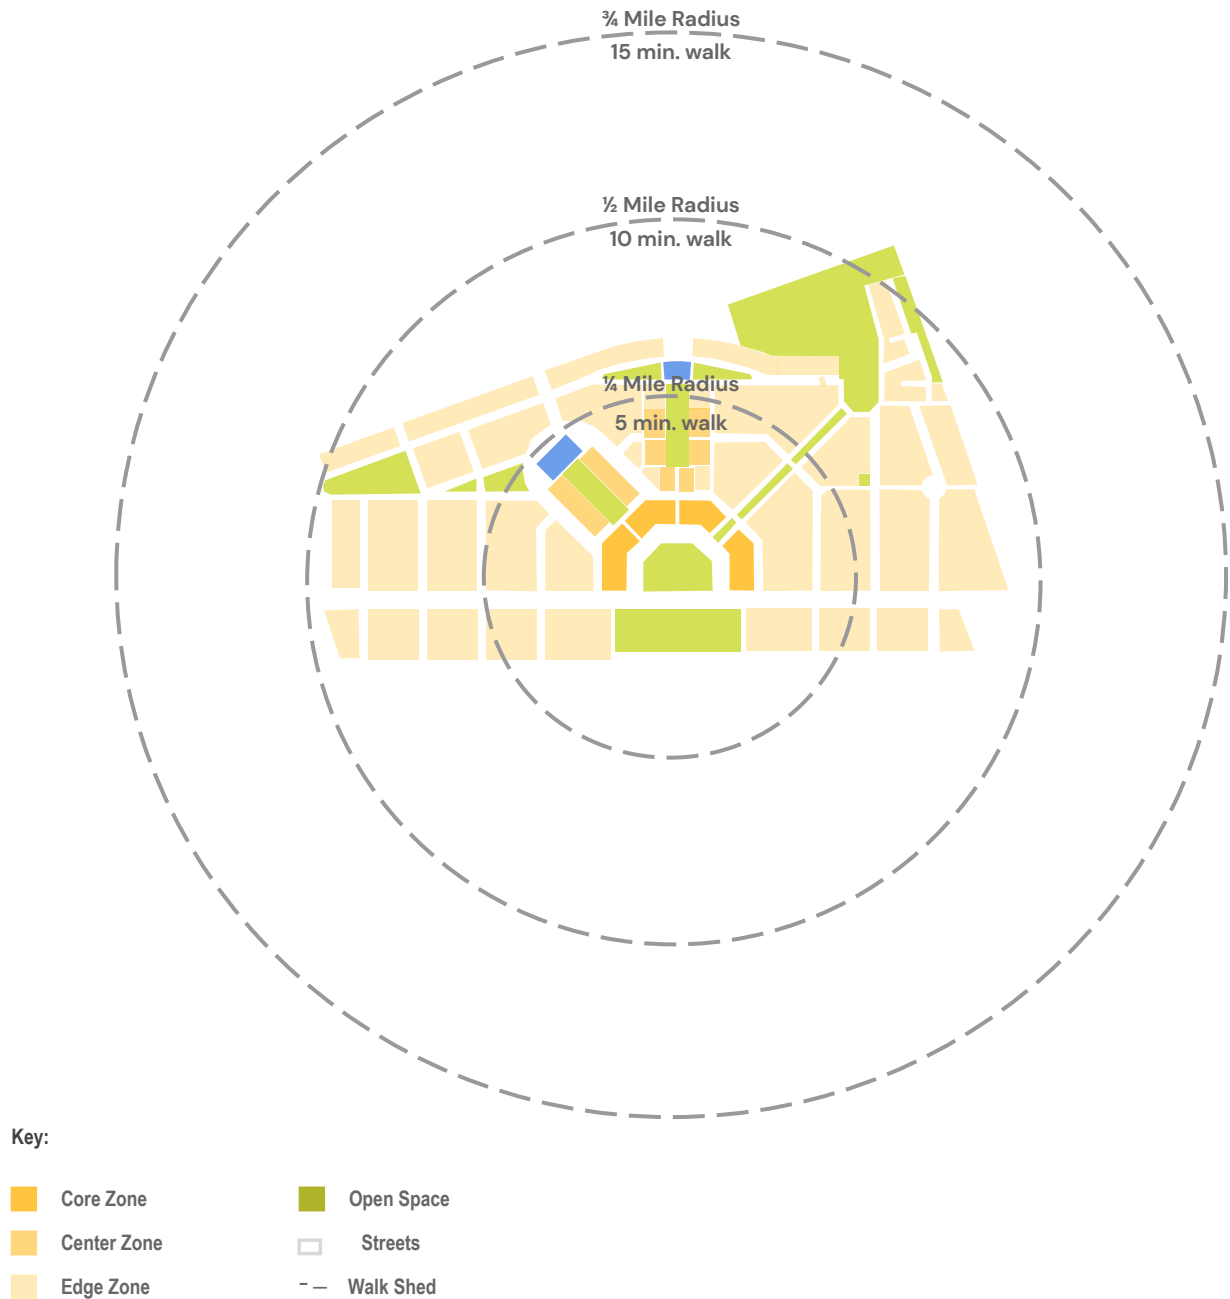 ¾ Mile Radius
15 min. walk
½ Mile Radius
10 min. walk
¼ Mile Radius
5 min. walk
Key:
Core Zone
Center Zone
Edge Zone
Open Space
Streets
Walk Shed